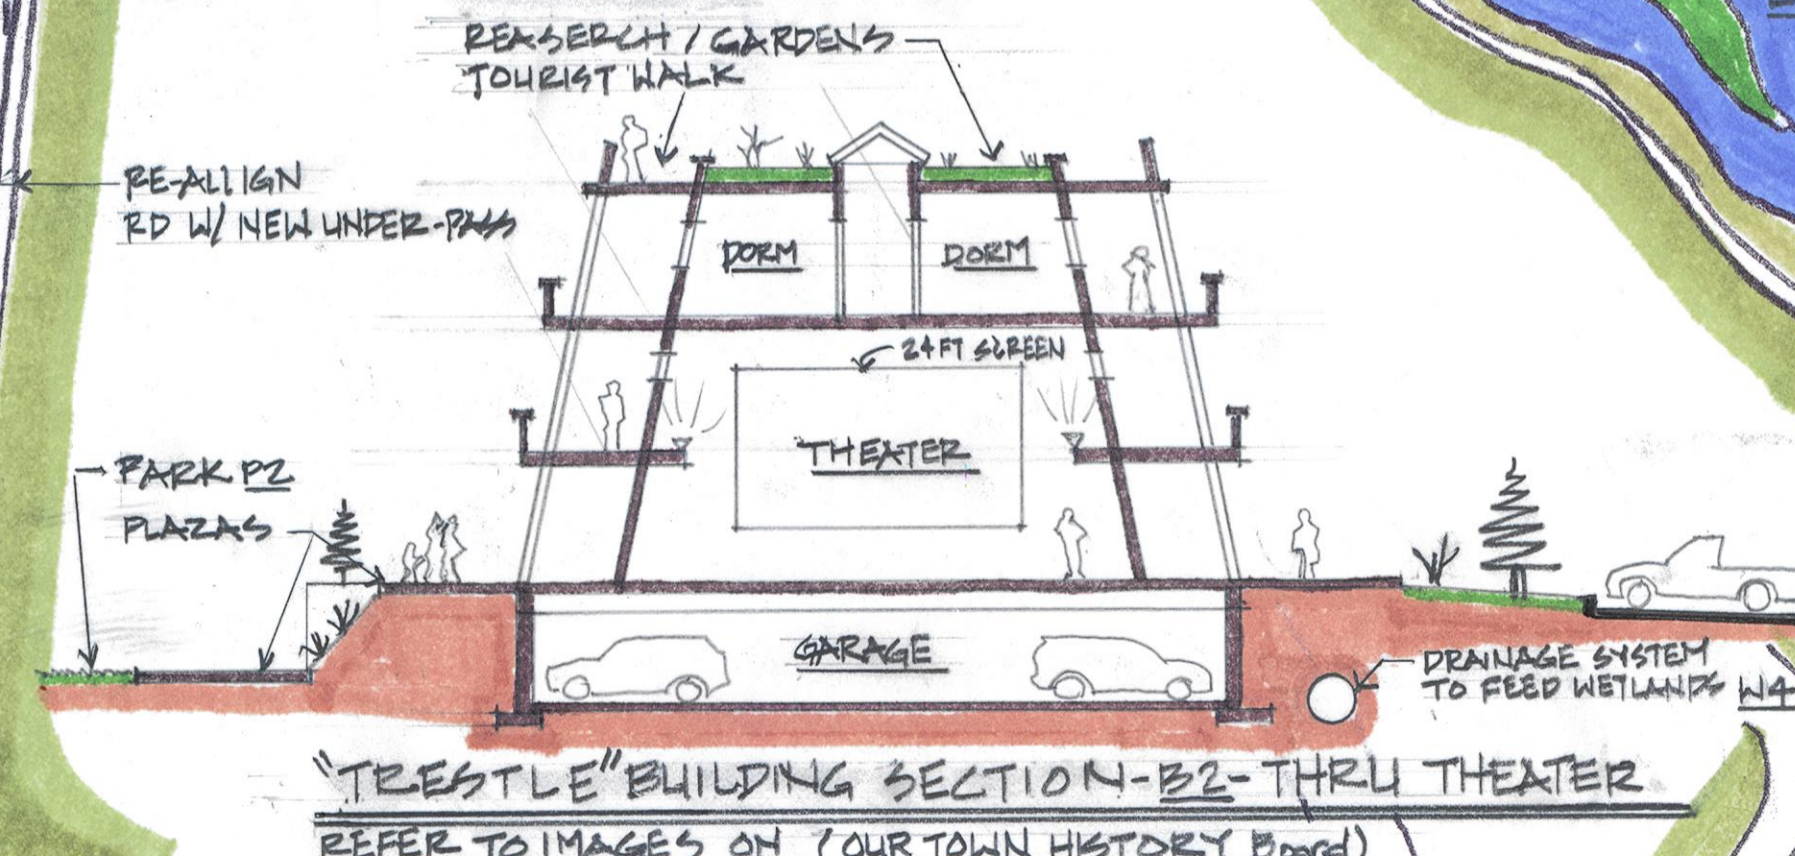 REASERCH / GARDENS
TOURIST WALK
RE-ALLIGN
RD W/ NEW UNDER-PASS
DORM
DORM
24 FT SCREEN
THEATER
PARK P2
PLAZAS
GARAGE
DRAINAGE SYSTEM
TO FEED WETLANDS W4
"TRESTLE" BUILDING SECTION-B2-THRU THEATER
REFER TO IMAGES ON (OUR TOWN HISTORY Board)